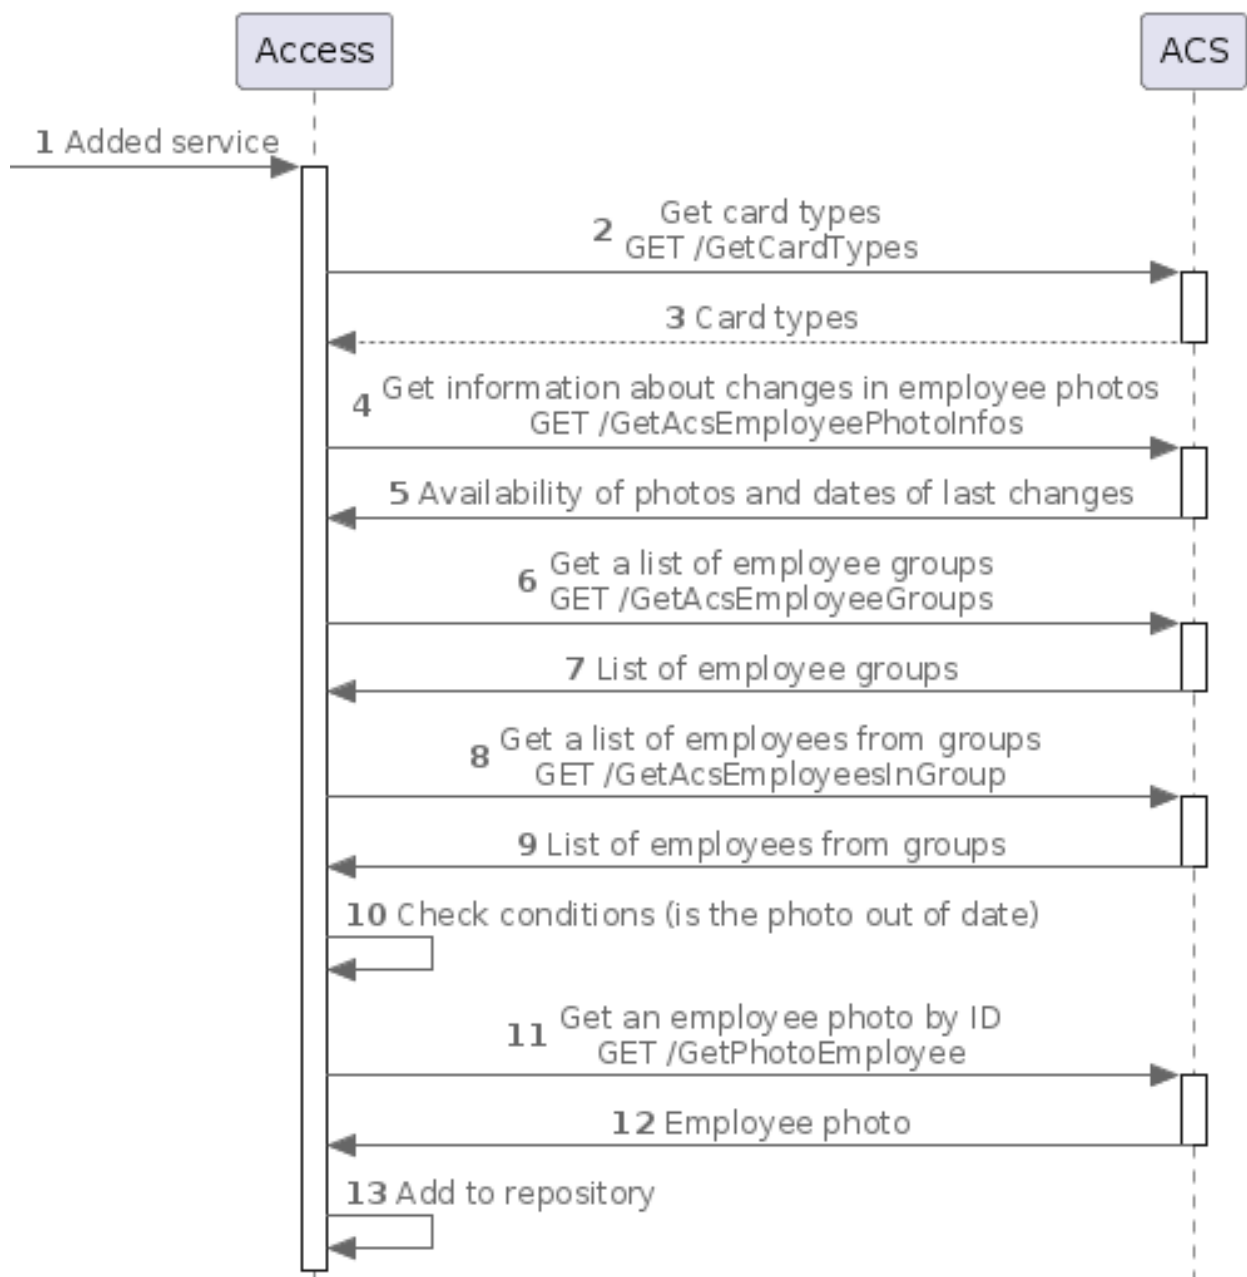 Access
ACS
1 Added service
Get card types
2
GET /GetCardTypes
3 Card types
Get information about changes in employee photos
4
GET /GetAcsEmployeePhotoInfos
5 Availability of photos and dates of last changes
Get a list of employee groups
6
GET /GetAcsEmployeeGroups
7 List of employee groups
Get a list of employees from groups
8
GET /GetAcsEmployeesInGroup
9 List of employees from groups
10 Check conditions (is the photo out of date)
Get an employee photo by ID
11
GET /GetPhotoEmployee
12 Employee photo
13 Add to repository